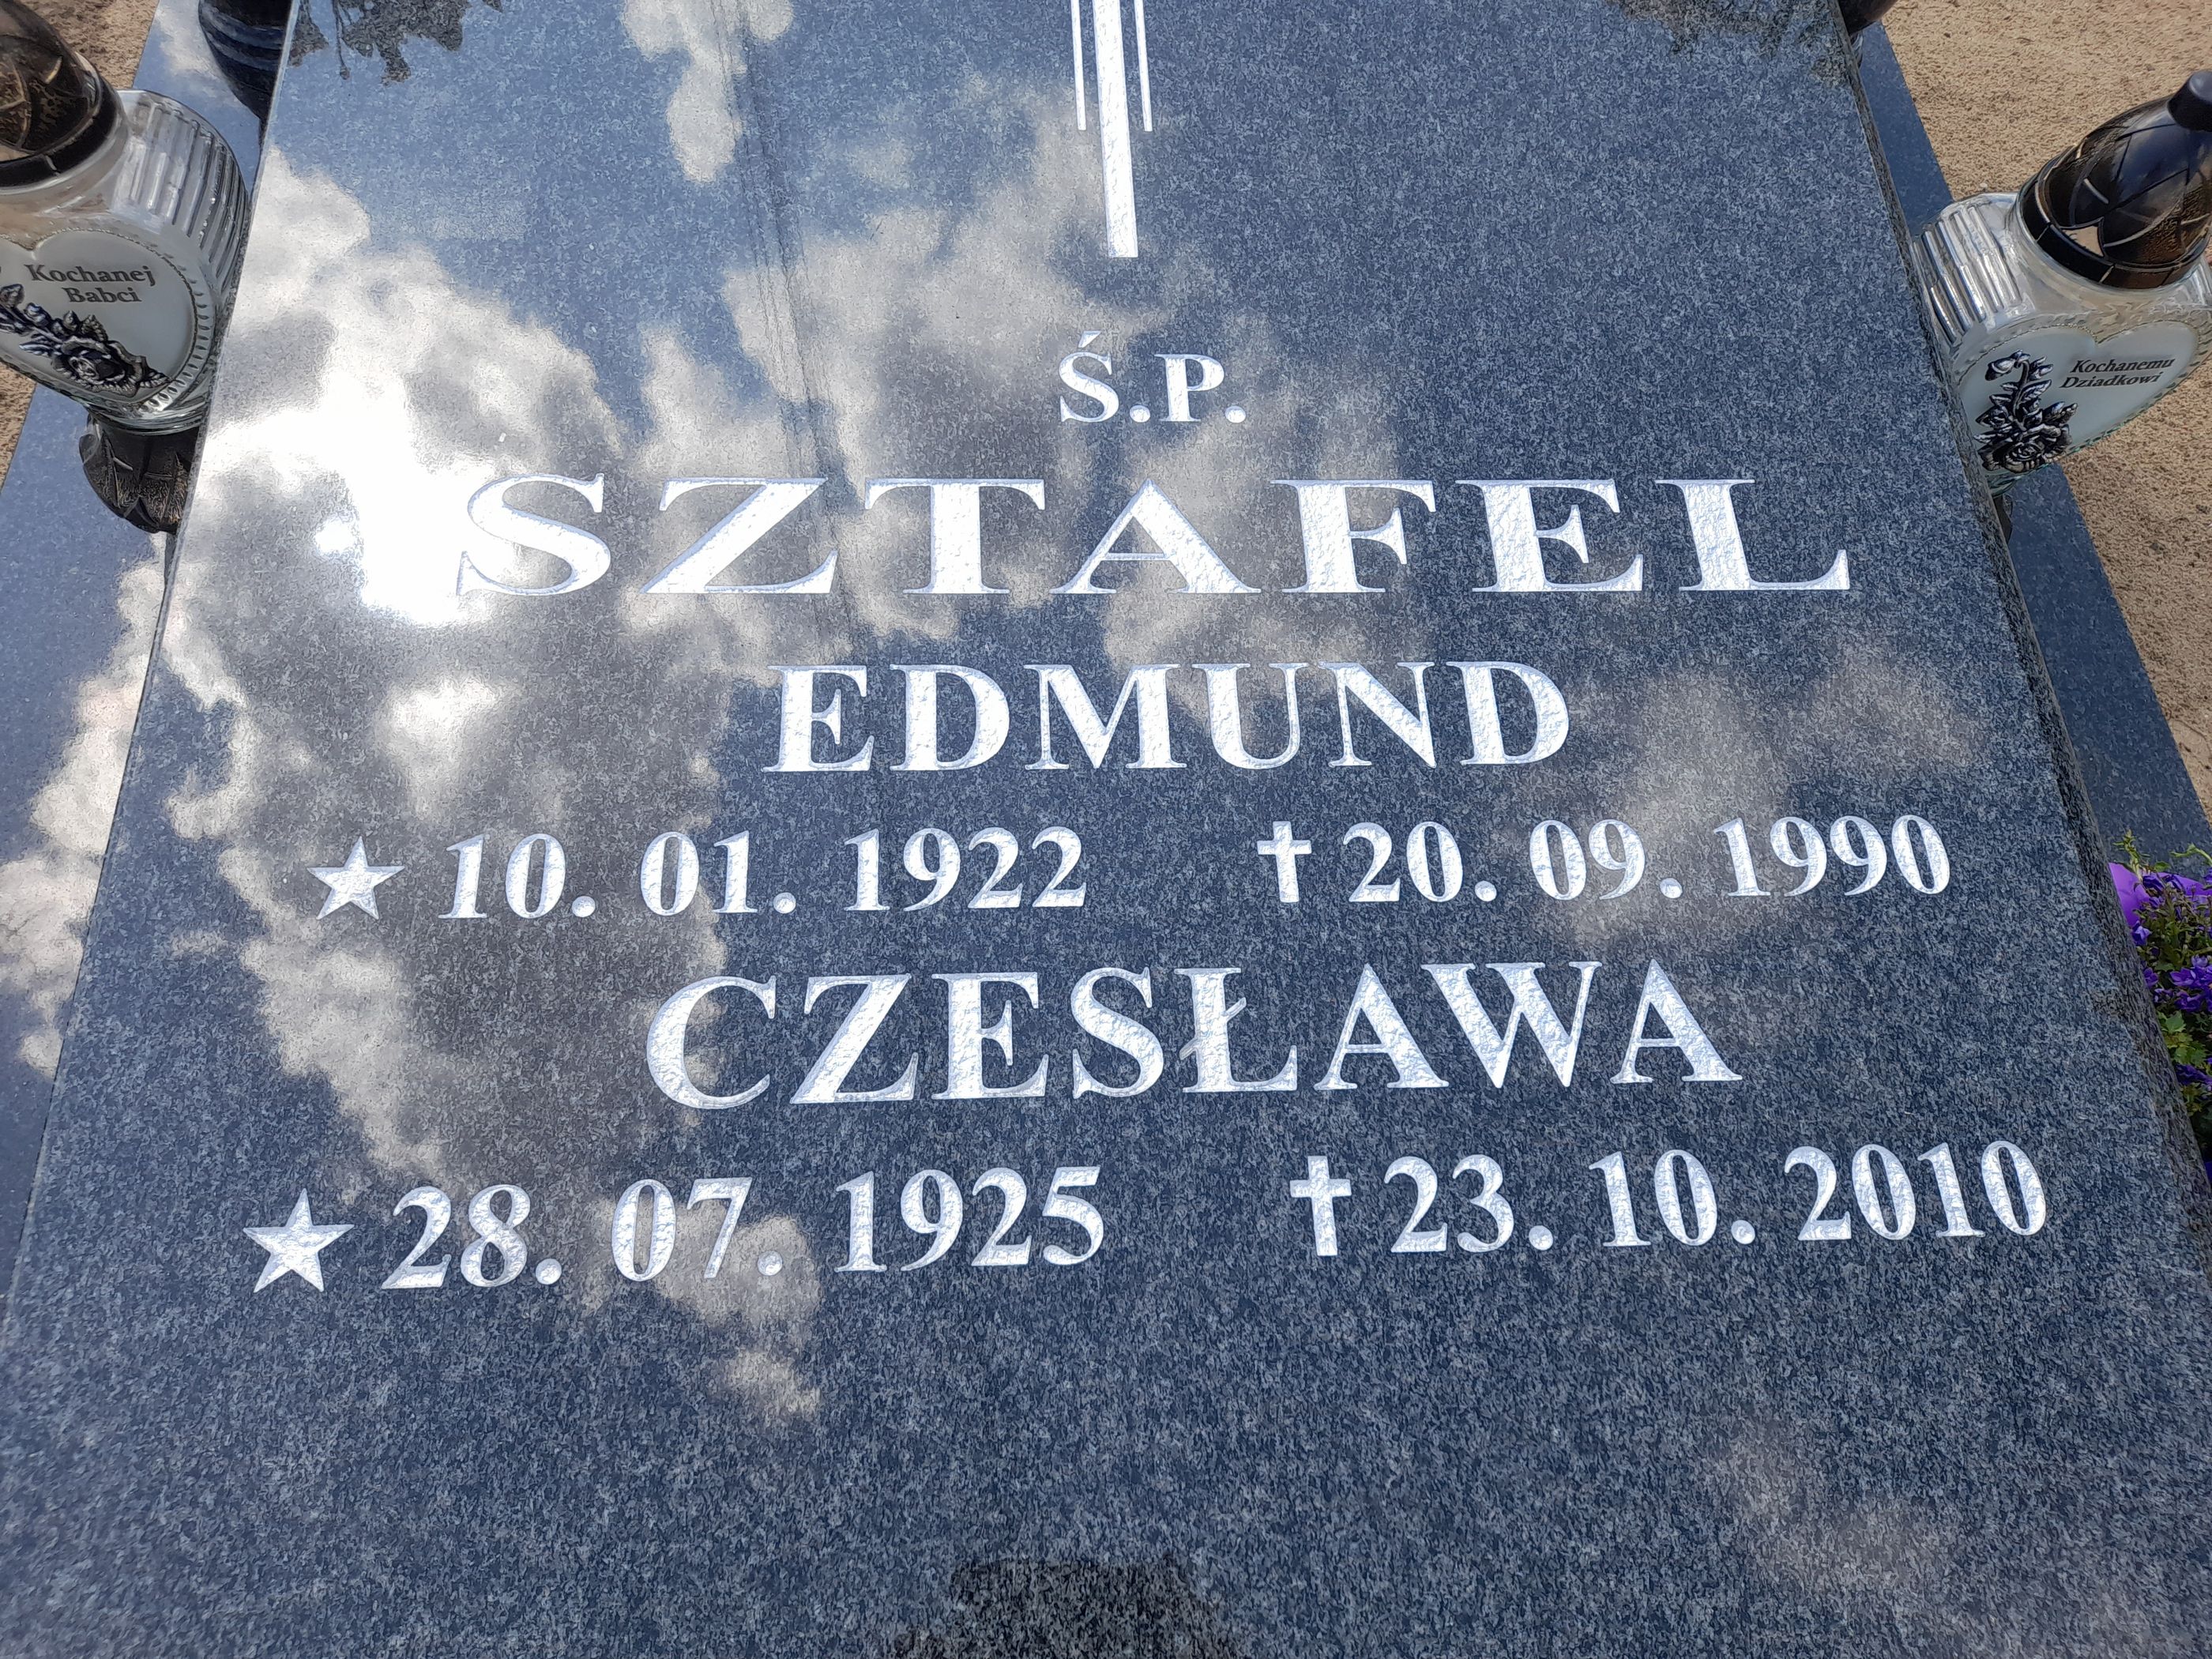 Kochanej
Babci
Kochanemu
Dziadkowi
Ś.P.
SZTAFEL
EDMUND
★ 10. 01. 1922 ✝ 20. 09. 1990
CZESŁAWA
★ 28. 07. 1925 ✝ 23. 10. 2010